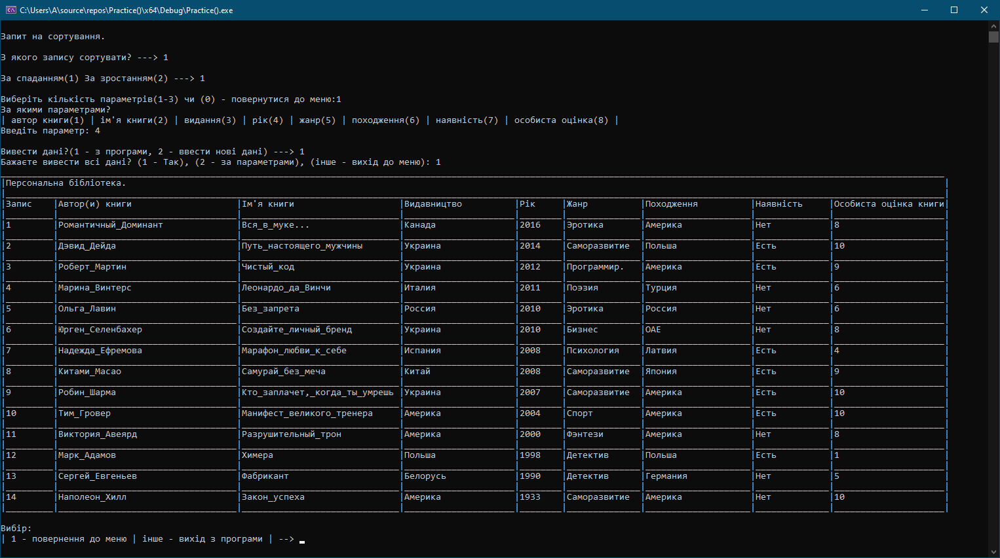 C:\Users\A\source\repos\Practice()\x64\Debug\Practice().exe
Запит на сортування.
З якого запису сортувати? ---> 1
За спаданням(1) За зростанням(2) ---> 1
Виберіть кількість параметрів(1-3) чи (0) - повернутися до меню:1
За якими параметрами?
| автор книги(1) | ім'я книги(2) | видання(3) | рік(4) | жанр(5) | походження(6) | наявність(7) | особиста оцінка(8) |
Введіть параметр: 4
Вивести дані?(1 - з програми, 2 - ввести нові дані) ---> 1
Бажаєте вивести всі дані? (1 - Так), (2 - за параметрами), (інше - вихід до меню): 1
|Персональна бібліотека. |
|Запис |Автор(и) книги |Ім'я книги |Видавництво |Рік |Жанр |Походження |Наявність |Особиста оцінка книги|
|1 |Романтичный_Доминант |Вся_в_муке... |Канада |2016 |Эротика |Америка |Нет |8 |
|2 |Дэвид_Дейда |Путь_настоящего_мужчины |Украина |2014 |Саморазвитие |Польша |Есть |10 |
|3 |Роберт_Мартин |Чистый_код |Украина |2012 |Программир. |Америка |Есть |9 |
|4 |Марина_Винтерс |Леонардо_да_Винчи |Италия |2011 |Поэзия |Турция |Нет |6 |
|5 |Ольга_Лавин |Без_запрета |Россия |2010 |Эротика |Россия |Нет |6 |
|6 |Юрген_Селенбахер |Создайте_личный_бренд |Украина |2010 |Бизнес |ОАЕ |Нет |8 |
|7 |Надежда_Ефремова |Марафон_любви_к_себе |Испания |2008 |Психология |Латвия |Есть |4 |
|8 |Китами_Масао |Самурай_без_меча |Китай |2008 |Саморазвитие |Япония |Есть |9 |
|9 |Робин_Шарма |Кто_заплачет,_когда_ты_умрешь |Украина |2007 |Саморазвитие |Америка |Есть |10 |
|10 |Тим_Гровер |Манифест_великого_тренера |Америка |2004 |Спорт |Америка |Есть |10 |
|11 |Виктория_Авеярд |Разрушительный_трон |Америка |2000 |Фэнтези |Америка |Нет |8 |
|12 |Марк_Адамов |Химера |Польша |1998 |Детектив |Польша |Есть |1 |
|13 |Сергей_Евгеньев |Фабрикант |Белорусь |1990 |Детектив |Германия |Нет |5 |
|14 |Наполеон_Хилл |Закон_успеха |Америка |1933 |Саморазвитие |Америка |Нет |10 |
Вибір:
| 1 - повернення до меню | інше - вихід з програми | -->